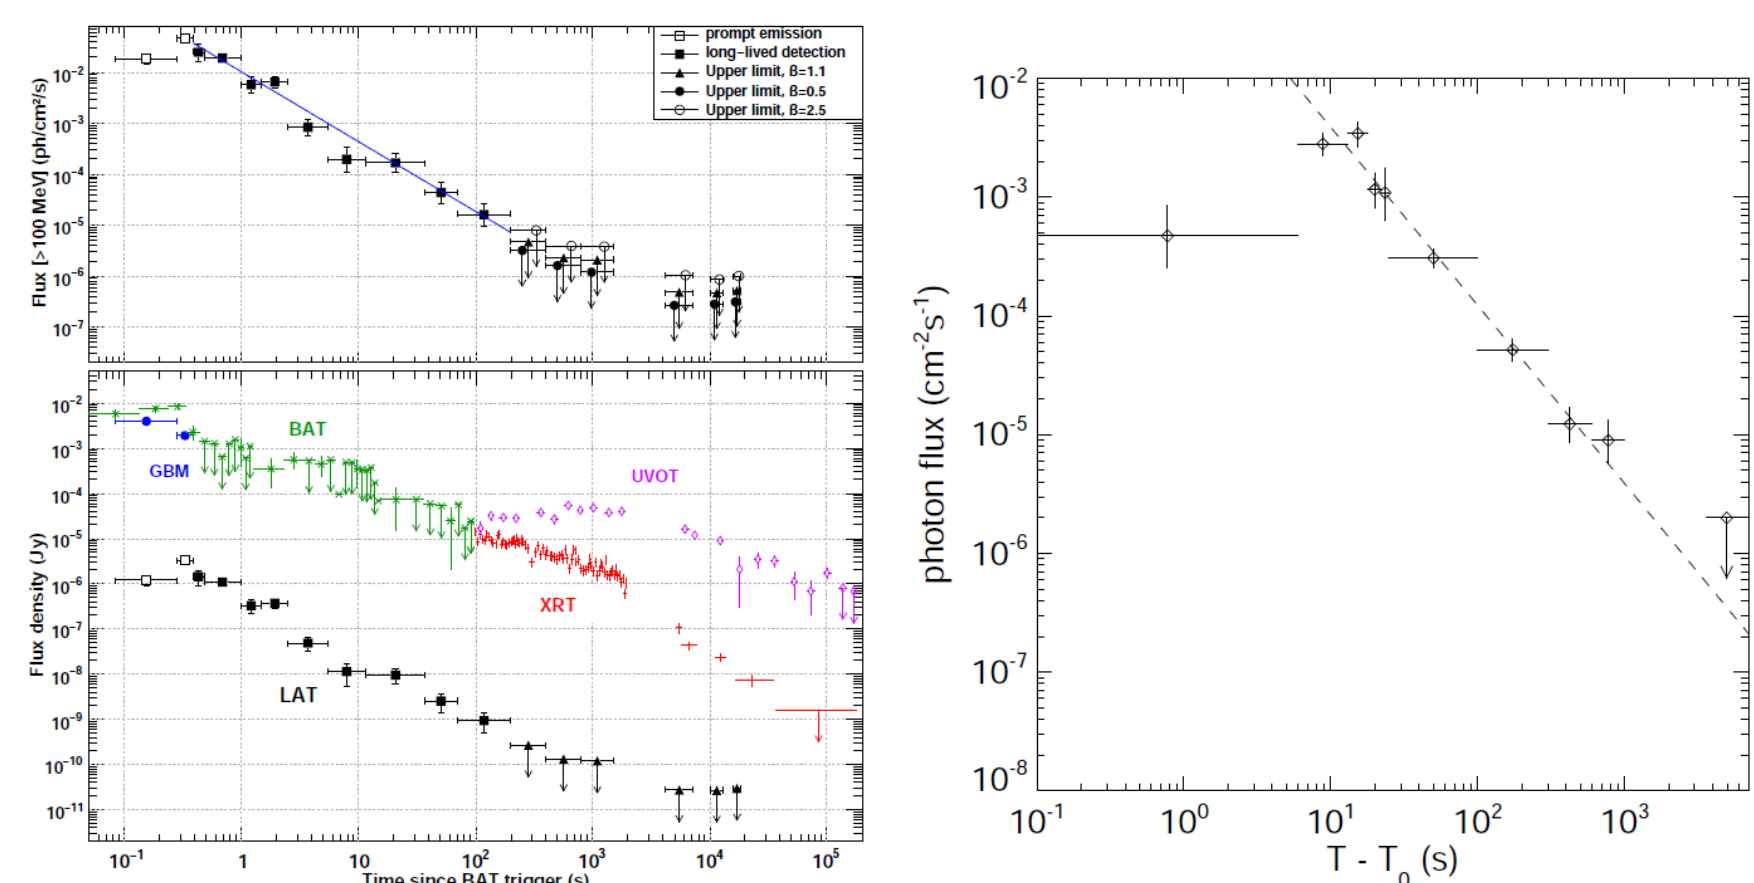 prompt emission
long-lived detection
Upper limit, ß=1.1
Upper limit, ß=0.5
Upper limit, ß=2.5
Flux [>100 MeV] (ph/cm²/s)
10⁻²
10⁻³
10⁻⁴
10⁻⁵
10⁻⁶
10⁻⁷
Flux density (Jy)
10⁻²
10⁻³
10⁻⁴
10⁻⁵
10⁻⁶
10⁻⁷
10⁻⁸
10⁻⁹
10⁻¹⁰
10⁻¹¹
BAT
GBM
UVOT
XRT
LAT
10⁻¹ 1 10 10² 10³ 10⁴ 10⁵
Time since BAT trigger (s)
photon flux (cm⁻²s⁻¹)
10⁻²
10⁻³
10⁻⁴
10⁻⁵
10⁻⁶
10⁻⁷
10⁻⁸
10⁻¹ 10⁰ 10¹ 10² 10³
T - T₀ (s)